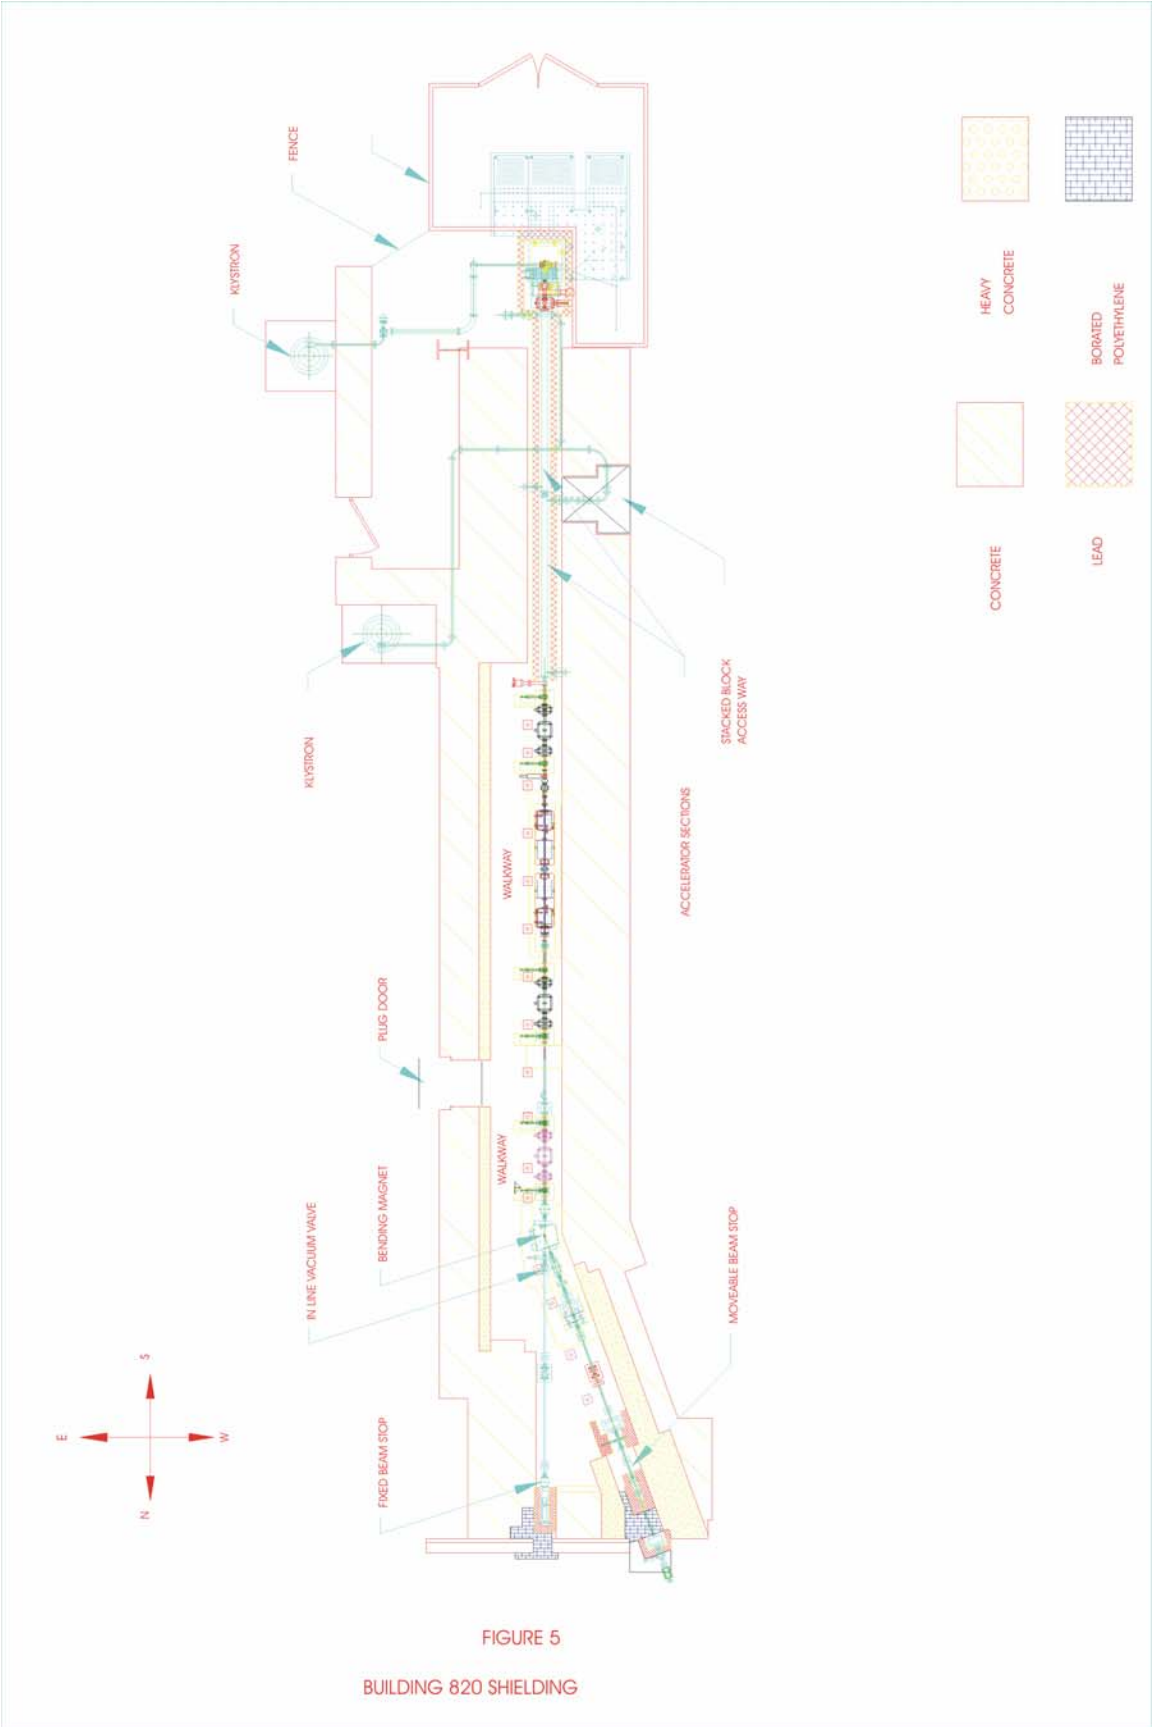 FENCE
KLYSTRON
HEAVY
CONCRETE
BORATED
POLYETHYLENE
CONCRETE
LEAD
KLYSTRON
STACKED BLOCK
ACCESS WAY
ACCELERATOR SECTIONS
WALKWAY
PLUG DOOR
WALKWAY
BENDING MAGNET
IN LINE VACUUM VALVE
MOVEABLE BEAM STOP
FIXED BEAM STOP
S
E
W
N
FIGURE 5
BUILDING 820 SHIELDING